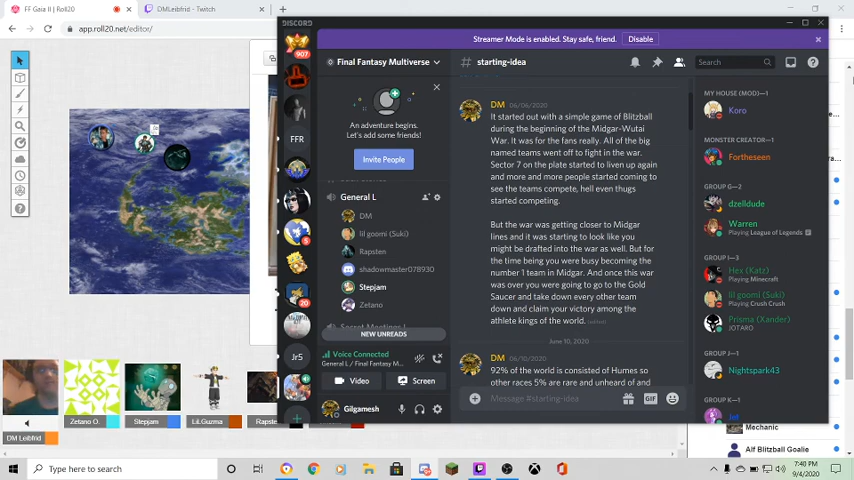 FF Gaia II | Roll20
DMLeibfrid - Twitch
app.roll20.net/editor/
DISCORD
Streamer Mode is enabled. Stay safe, friend.
Disable
Final Fantasy Multiverse
# starting-idea
Search
907
FFR
5
20
Jr5
An adventure begins.
Let's add some friends!
Invite People
General L
DM
lil goomi (Suki)
Rapsten
shadowmaster078930
Stepjam
Zetano
NEW UNREADS
Voice Connected
General L / Final Fantasy M...
Video
Screen
Gilgamesh
DM 06/06/2020
It started out with a simple game of Blitzball
during the beginning of the Midgar-Wutai
War. It was for the fans really. All of the big
named teams went off to fight in the war.
Sector 7 on the plate started to liven up again
and more and more people started coming to
see the teams compete, hell even thugs
started competing.
But the war was getting closer to Midgar
lines and it was starting to look like you
might be drafted into the war as well. But for
the time being you were busy becoming the
number 1 team in Midgar. And once this war
was over you were going to go to the Gold
Saucer and take down every other team
down and claim your victory among the
athlete kings of the world. (edited)
June 10, 2020
DM 06/10/2020
92% of the world is consisted of Humes so
other races 5% are rare and unheard of and
Message #starting-idea
GIF
MY HOUSE (MOD)—1
Koro
MONSTER CREATOR—1
Fortheseen
GROUP G—2
dzelldude
Warren
Playing League of Legends
GROUP I—3
Hex (Katz)
Playing Minecraft
lil goomi (Suki)
Playing Crush Crush
Prisma (Xander)
JOTARO
GROUP J—1
Nightspark43
GROUP K—1
DM Leibfrid
Zetano O.
Stepjam
Lil.Guzma
Rapste
Mechanic
Alf Blitzball Goalie
Type here to search
7:40 PM
9/4/2020